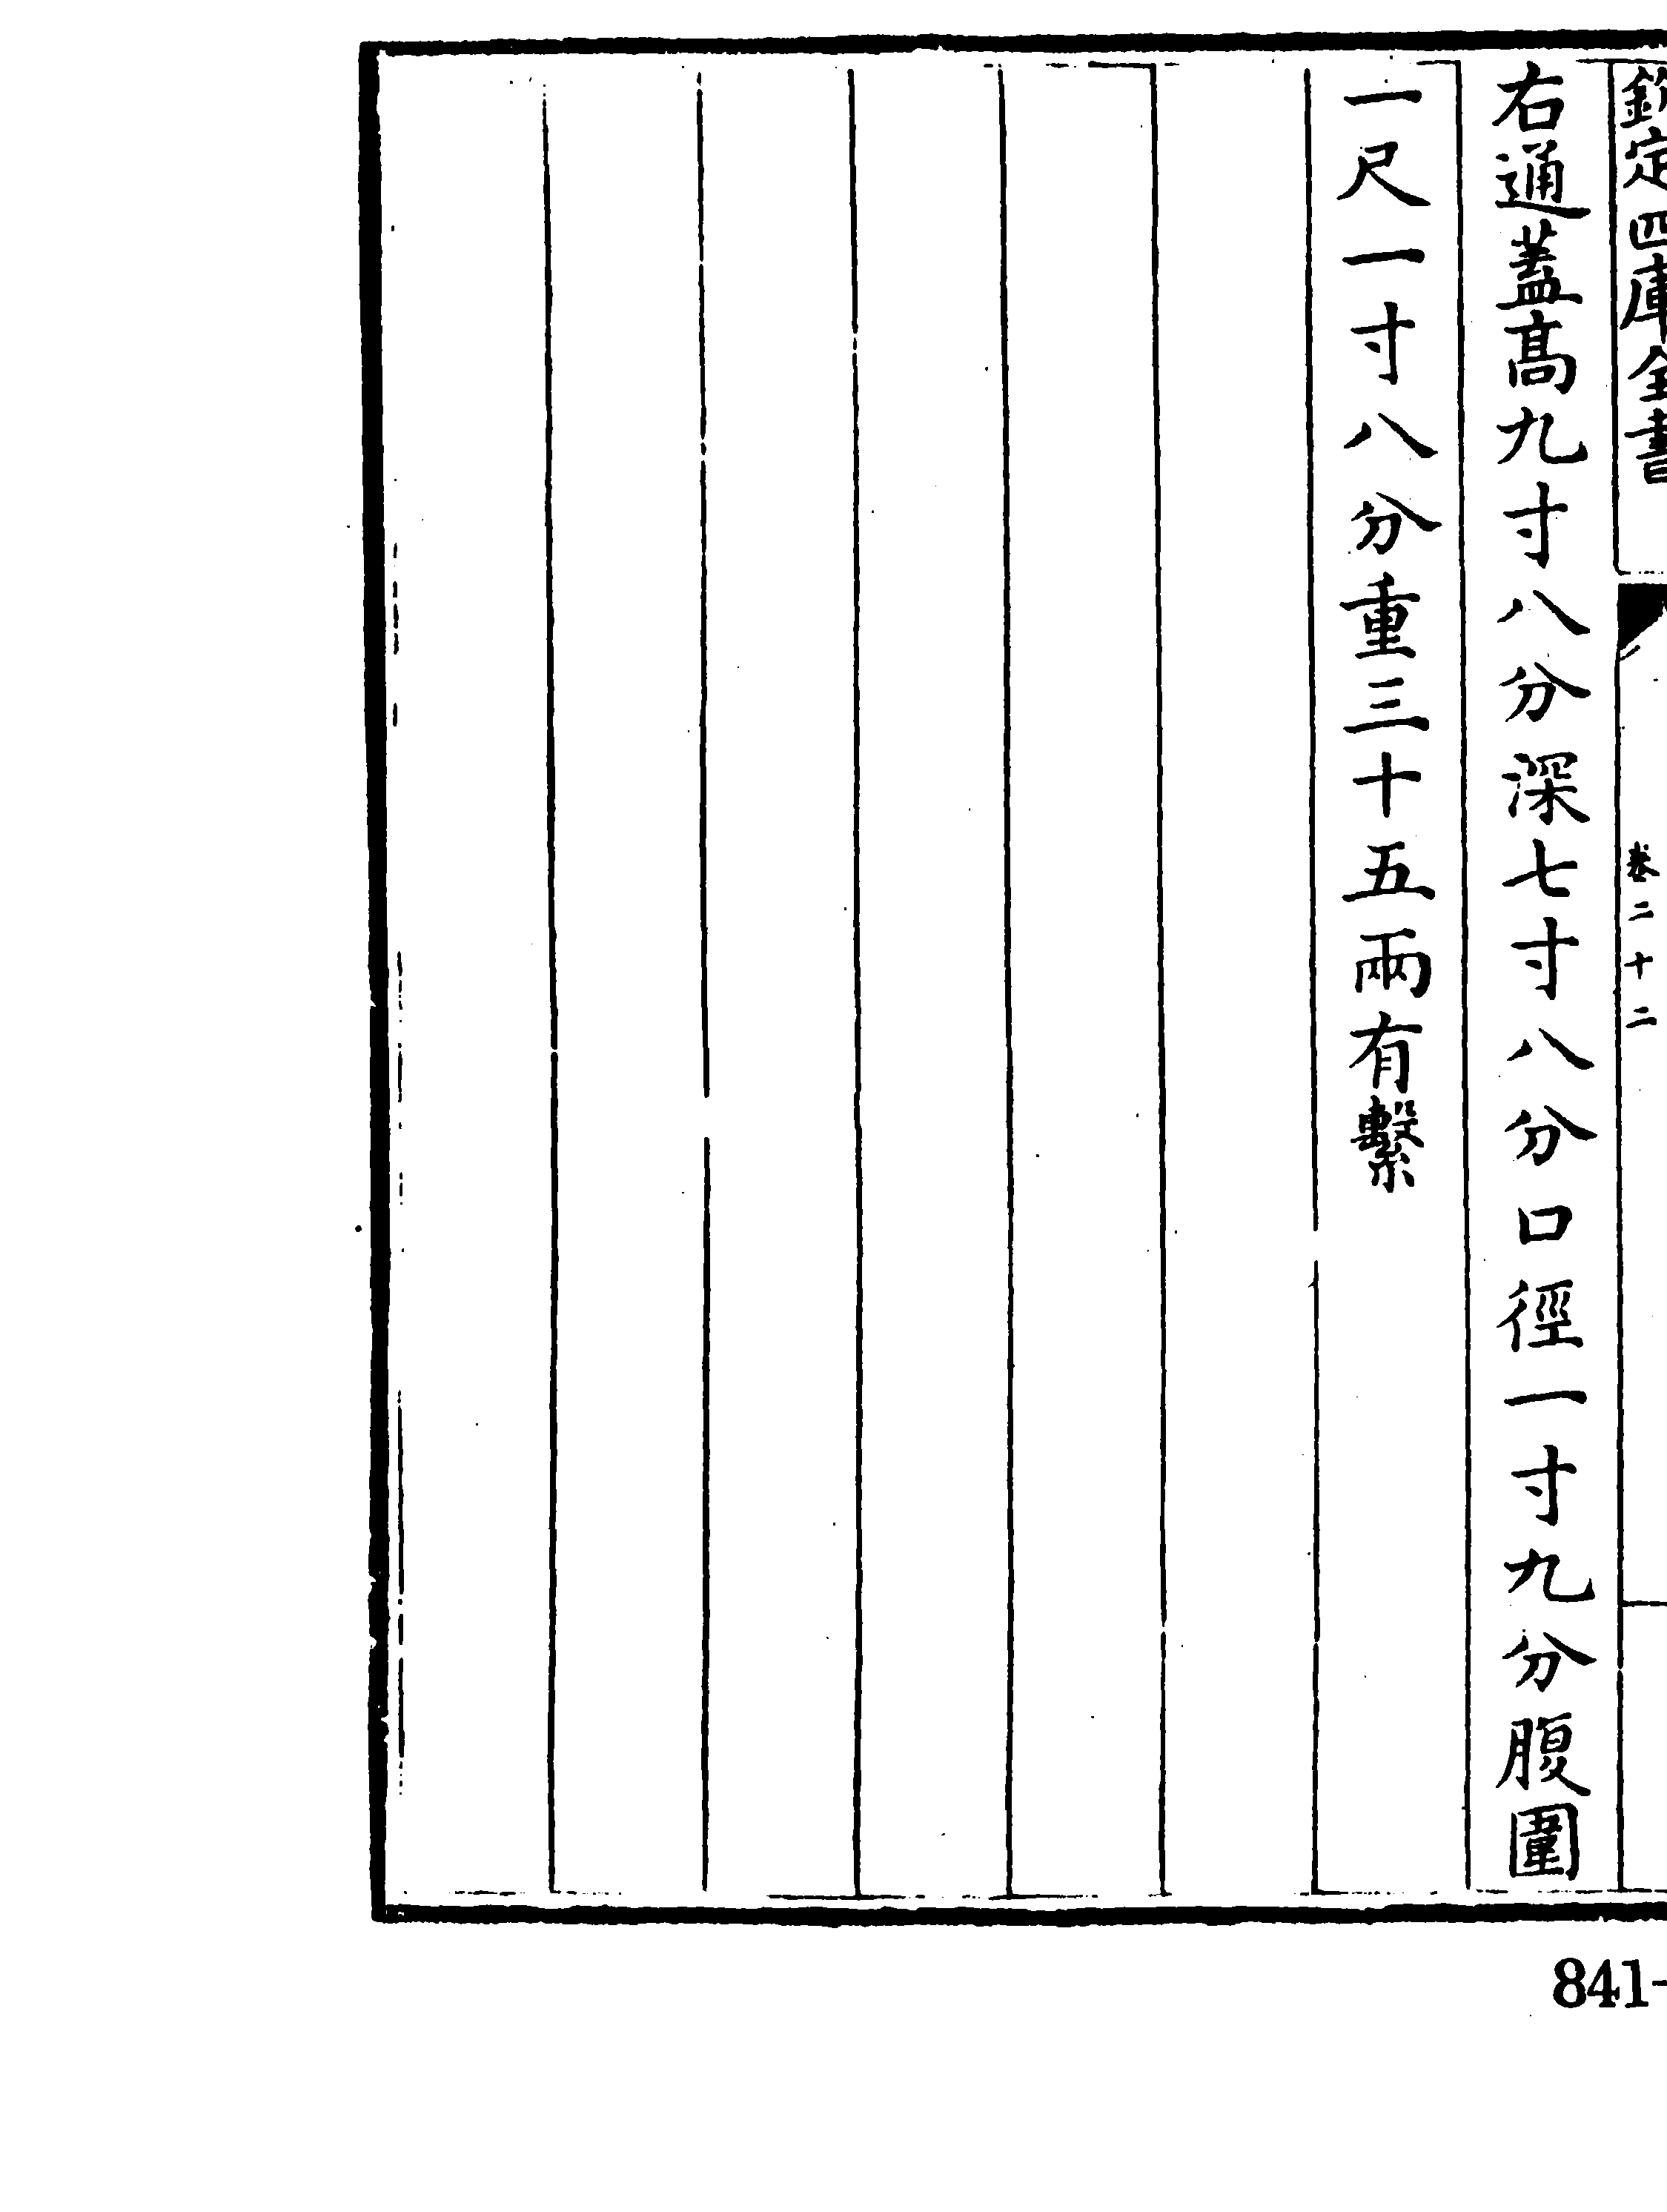 欽定四庫全書
卷二十二
右通蓋髙九寸八分深七寸八分口徑一寸九分腹圍
一尺一寸八分重三十五兩有繫
841-